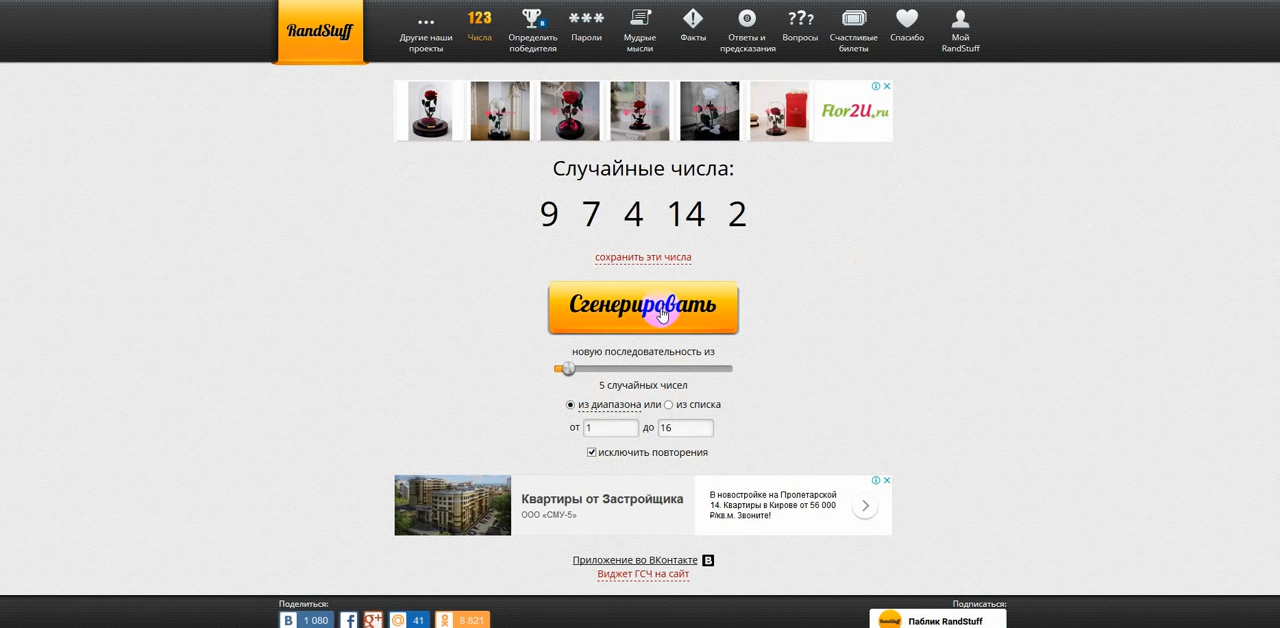 RandStuff
Другие наши проекты
123
Числа
Определить победителя
***
Пароли
Мудрые мысли
Факты
Ответы и предсказания
???
Вопросы
Счастливые билеты
Спасибо
Мой RandStuff
Flor2U.ru
Случайные числа:
9 7 4 14 2
сохранить эти числа
Сгенерировать
новую последовательность из
5 случайных чисел
из диапазона или из списка
от 1 до 16
исключить повторения
Квартиры от Застройщика
ООО «СМУ-5»
В новостройке на Пролетарской
14. Квартиры в Кирове от 56 000
₽/кв.м. Звоните!
Приложение во ВКонтакте
Виджет ГСЧ на сайт
Поделиться:
1 080
41
8 821
Подписаться:
Паблик RandStuff